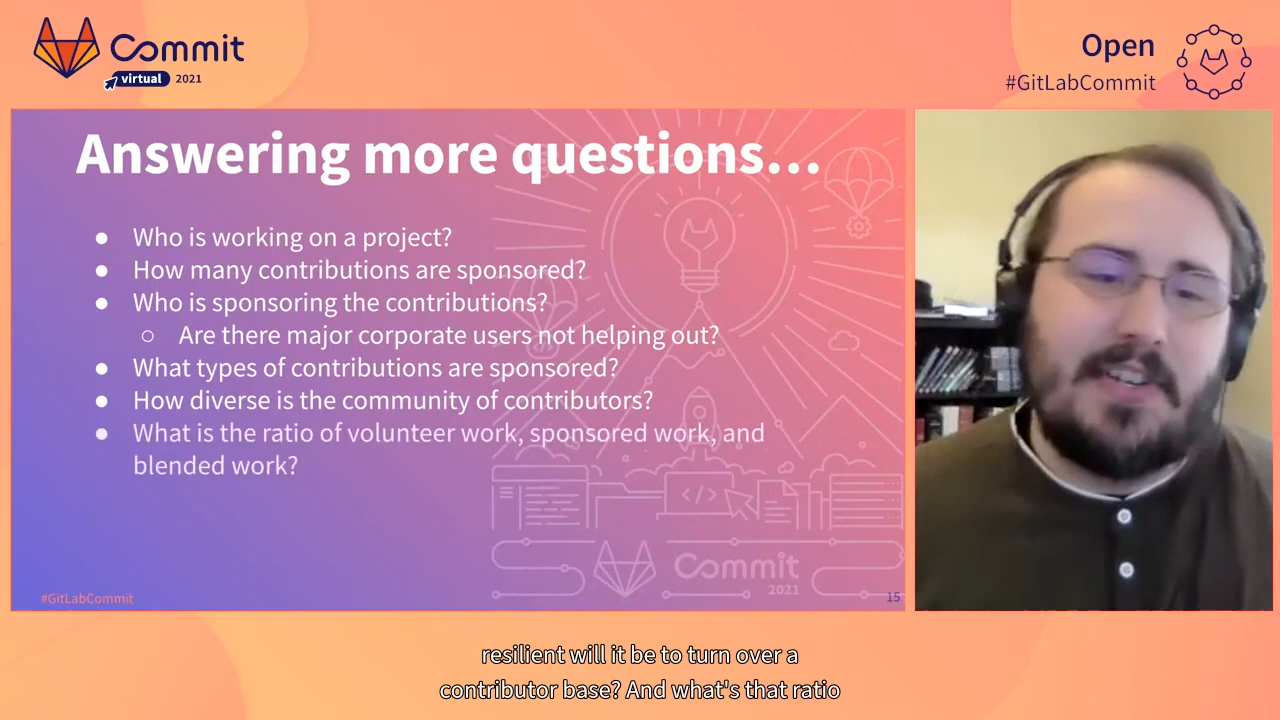 Commit
virtual 2021
Open
#GitLabCommit
Answering more questions...
● Who is working on a project?
● How many contributions are sponsored?
● Who is sponsoring the contributions?
○ Are there major corporate users not helping out?
● What types of contributions are sponsored?
● How diverse is the community of contributors?
● What is the ratio of volunteer work, sponsored work, and
blended work?
</>
Commit
2021
#GitLabCommit
15
resilient will it be to turn over a
contributor base? And what's that ratio